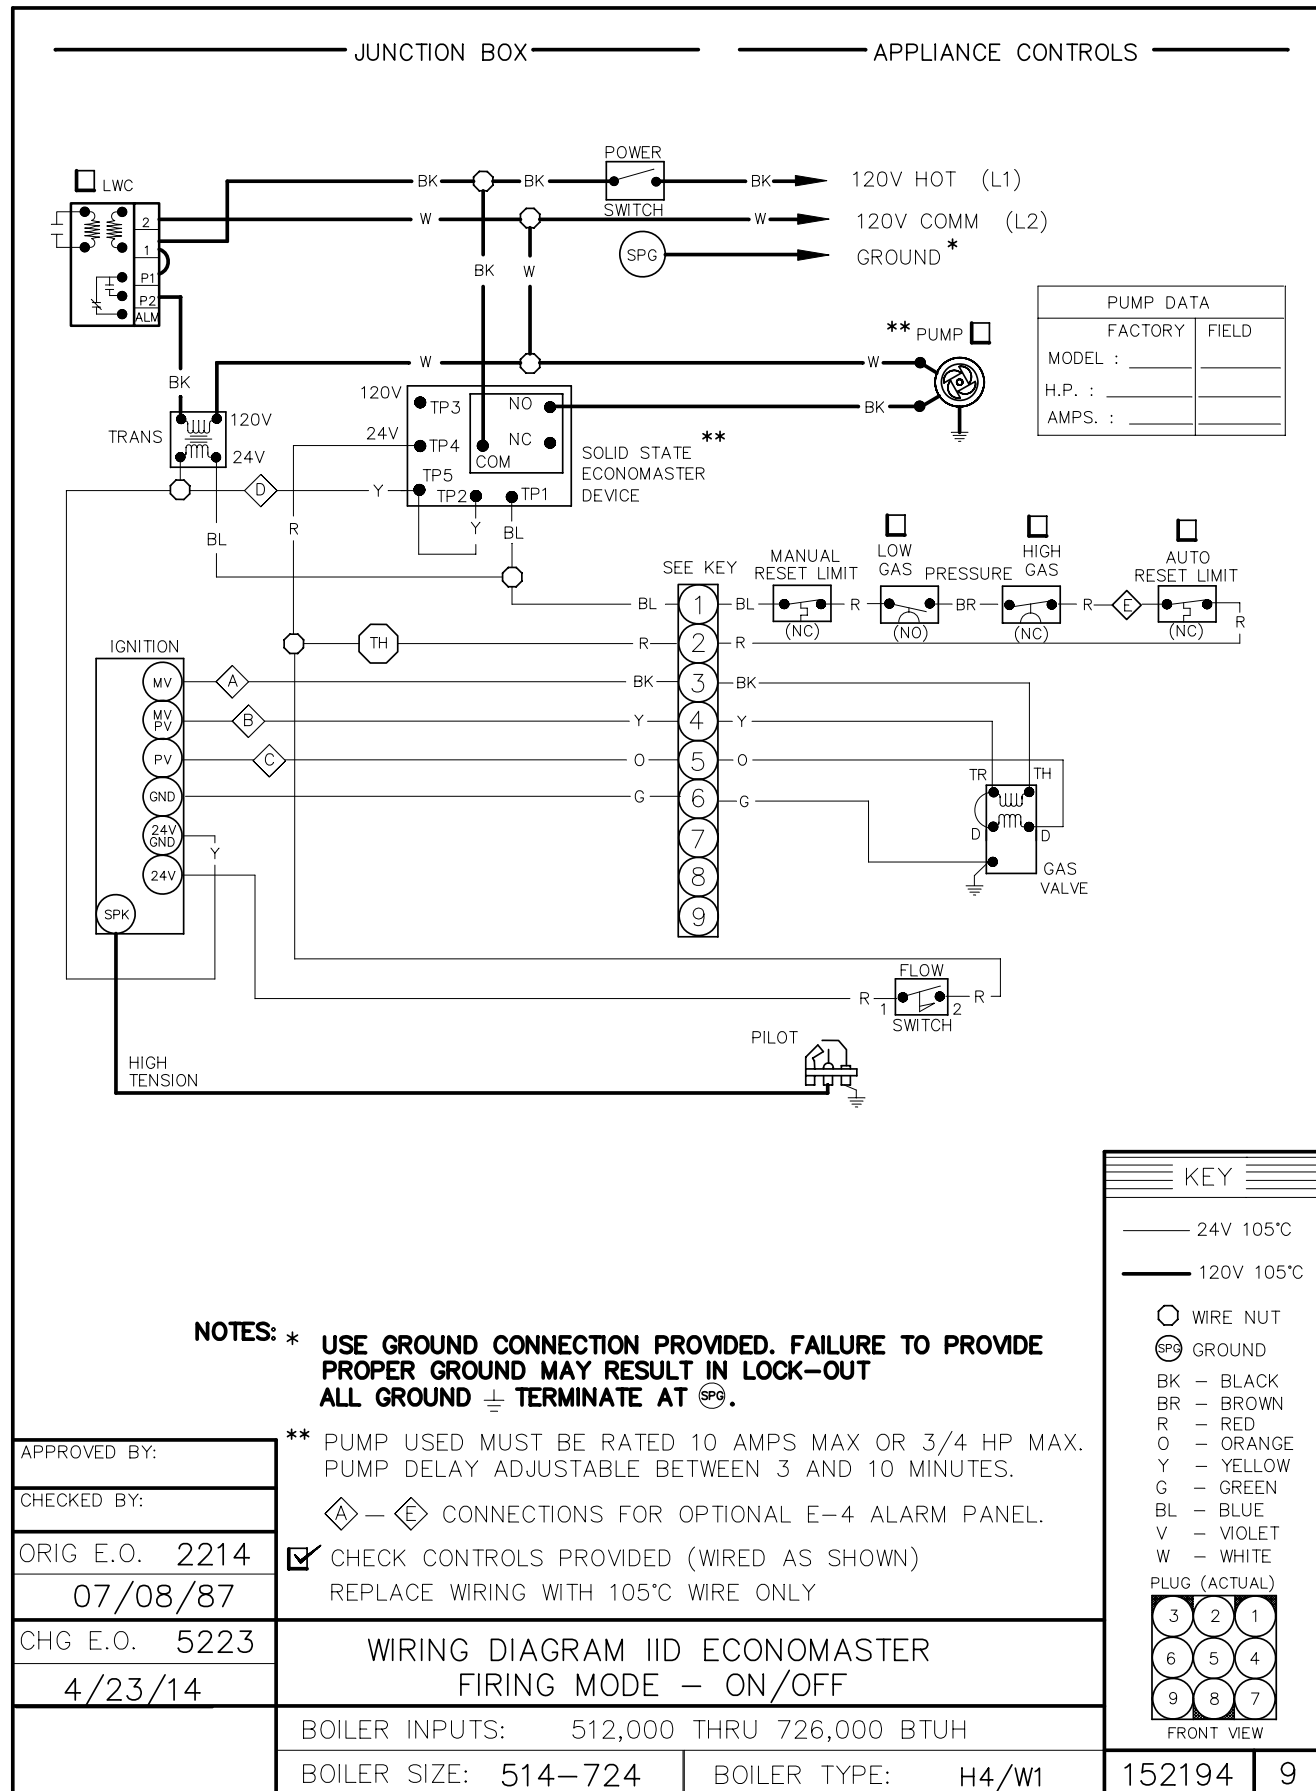 JUNCTION BOX
APPLIANCE CONTROLS
LWC
2
1
P1
P2
ALM
BK
BK
POWER
SWITCH
BK
120V HOT (L1)
W
W
120V COMM (L2)
SPG
GROUND *
BK
W
PUMP DATA
FACTORY FIELD
MODEL :
H.P. :
AMPS. :
** PUMP
W
W
BK
BK
TRANS
120V
24V
120V
TP3
NO
24V
TP4
NC
COM
TP5
TP2
TP1
SOLID STATE **
ECONOMASTER
DEVICE
D
Y
Y
R
BL
BL
SEE KEY
MANUAL
RESET LIMIT
(NC)
LOW
GAS
PRESSURE
(NO)
HIGH
GAS
(NC)
AUTO
RESET LIMIT
(NC)
BL
1
BL
R
BR
R
E
R
TH
R
2
R
IGNITION
MV
A
BK
3
BK
MV
PV
B
Y
4
Y
PV
C
O
5
O
GND
G
6
G
24V
GND
Y
7
24V
8
SPK
9
TR
TH
D
D
GAS
VALVE
FLOW
R
1
2
R
SWITCH
PILOT
HIGH
TENSION
KEY
24V 105°C
120V 105°C
WIRE NUT
SPG GROUND
BK – BLACK
BR – BROWN
R – RED
O – ORANGE
Y – YELLOW
G – GREEN
BL – BLUE
V – VIOLET
W – WHITE
PLUG (ACTUAL)
3 2 1
6 5 4
9 8 7
FRONT VIEW
NOTES: * USE GROUND CONNECTION PROVIDED. FAILURE TO PROVIDE
PROPER GROUND MAY RESULT IN LOCK–OUT
ALL GROUND ⏚ TERMINATE AT SPG.
** PUMP USED MUST BE RATED 10 AMPS MAX OR 3/4 HP MAX.
PUMP DELAY ADJUSTABLE BETWEEN 3 AND 10 MINUTES.
A – E CONNECTIONS FOR OPTIONAL E–4 ALARM PANEL.
CHECK CONTROLS PROVIDED (WIRED AS SHOWN)
REPLACE WIRING WITH 105°C WIRE ONLY
APPROVED BY:
CHECKED BY:
ORIG E.O. 2214
07/08/87
CHG E.O. 5223
4/23/14
WIRING DIAGRAM IID ECONOMASTER
FIRING MODE – ON/OFF
BOILER INPUTS: 512,000 THRU 726,000 BTUH
BOILER SIZE: 514–724
BOILER TYPE: H4/W1
152194 9